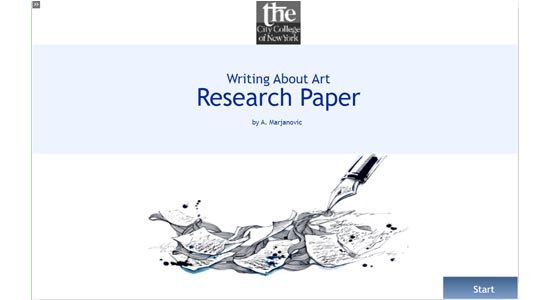 the
City College
of New York
Writing About Art
Research Paper
by A. Marjanovic
Start